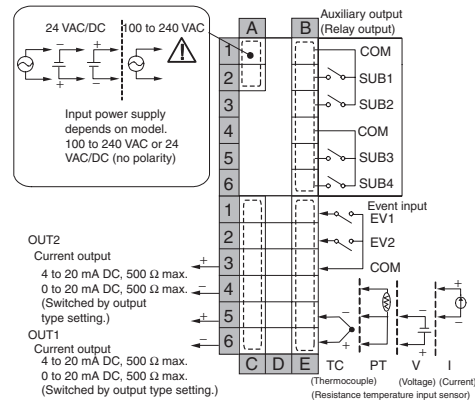 24 VAC/DC
100 to 240 VAC
Input power supply
depends on model.
100 to 240 VAC or 24
VAC/DC (no polarity)
A
B
1
2
3
4
5
6
Auxiliary output
(Relay output)
COM
SUB1
SUB2
COM
SUB3
SUB4
1
2
3
4
5
6
C
D
E
Event input
EV1
EV2
COM
OUT2
Current output
4 to 20 mA DC, 500 Ω max.
0 to 20 mA DC, 500 Ω max.
(Switched by output
type setting.)
OUT1
Current output
4 to 20 mA DC, 500 Ω max.
0 to 20 mA DC, 500 Ω max.
(Switched by output type setting.)
TC
PT
V
I
(Thermocouple)
(Voltage)
(Current)
(Resistance temperature input sensor)